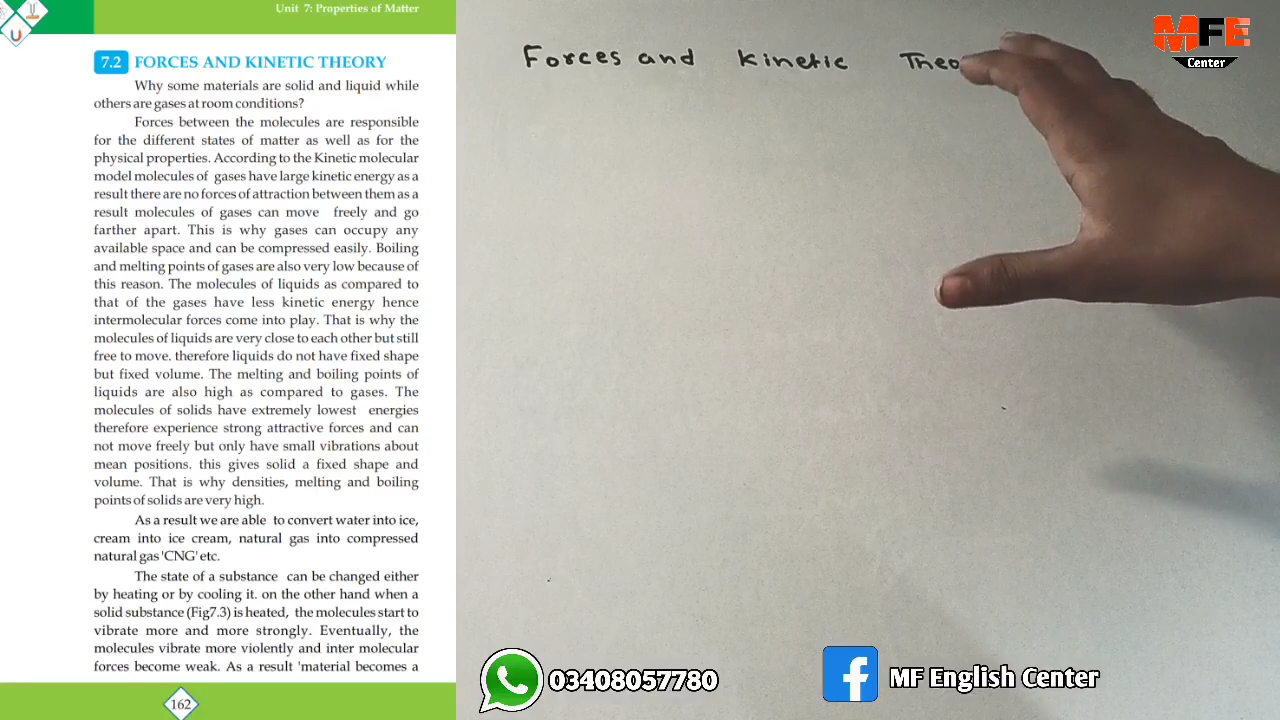 Unit 7: Properties of Matter
7.2 FORCES AND KINETIC THEORY
Why some materials are solid and liquid while
others are gases at room conditions?
Forces between the molecules are responsible
for the different states of matter as well as for the
physical properties. According to the Kinetic molecular
model molecules of gases have large kinetic energy as a
result there are no forces of attraction between them as a
result molecules of gases can move freely and go
farther apart. This is why gases can occupy any
available space and can be compressed easily. Boiling
and melting points of gases are also very low because of
this reason. The molecules of liquids as compared to
that of the gases have less kinetic energy hence
intermolecular forces come into play. That is why the
molecules of liquids are very close to each other but still
free to move. therefore liquids do not have fixed shape
but fixed volume. The melting and boiling points of
liquids are also high as compared to gases. The
molecules of solids have extremely lowest energies
therefore experience strong attractive forces and can
not move freely but only have small vibrations about
mean positions. this gives solid a fixed shape and
volume. That is why densities, melting and boiling
points of solids are very high.
As a result we are able to convert water into ice,
cream into ice cream, natural gas into compressed
natural gas 'CNG' etc.
The state of a substance can be changed either
by heating or by cooling it. on the other hand when a
solid substance (Fig7.3) is heated, the molecules start to
vibrate more and more strongly. Eventually, the
molecules vibrate more violently and inter molecular
forces become weak. As a result 'material becomes a
162
Forces and kinetic Theo
MFE
Center
03408057780
MF English Center